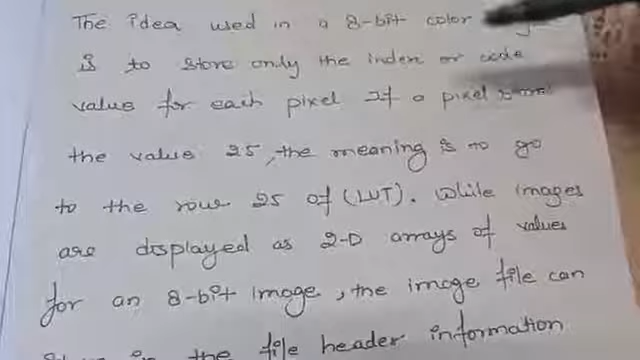 The idea used in a 8-bit color
is to store only the index or code
value for each pixel If a pixel
the value 25, the meaning is to go
to the row 25 of (LUT). While images
are displayed as 2-D arrays of values
for an 8-bit image, the image file can
in the file header information